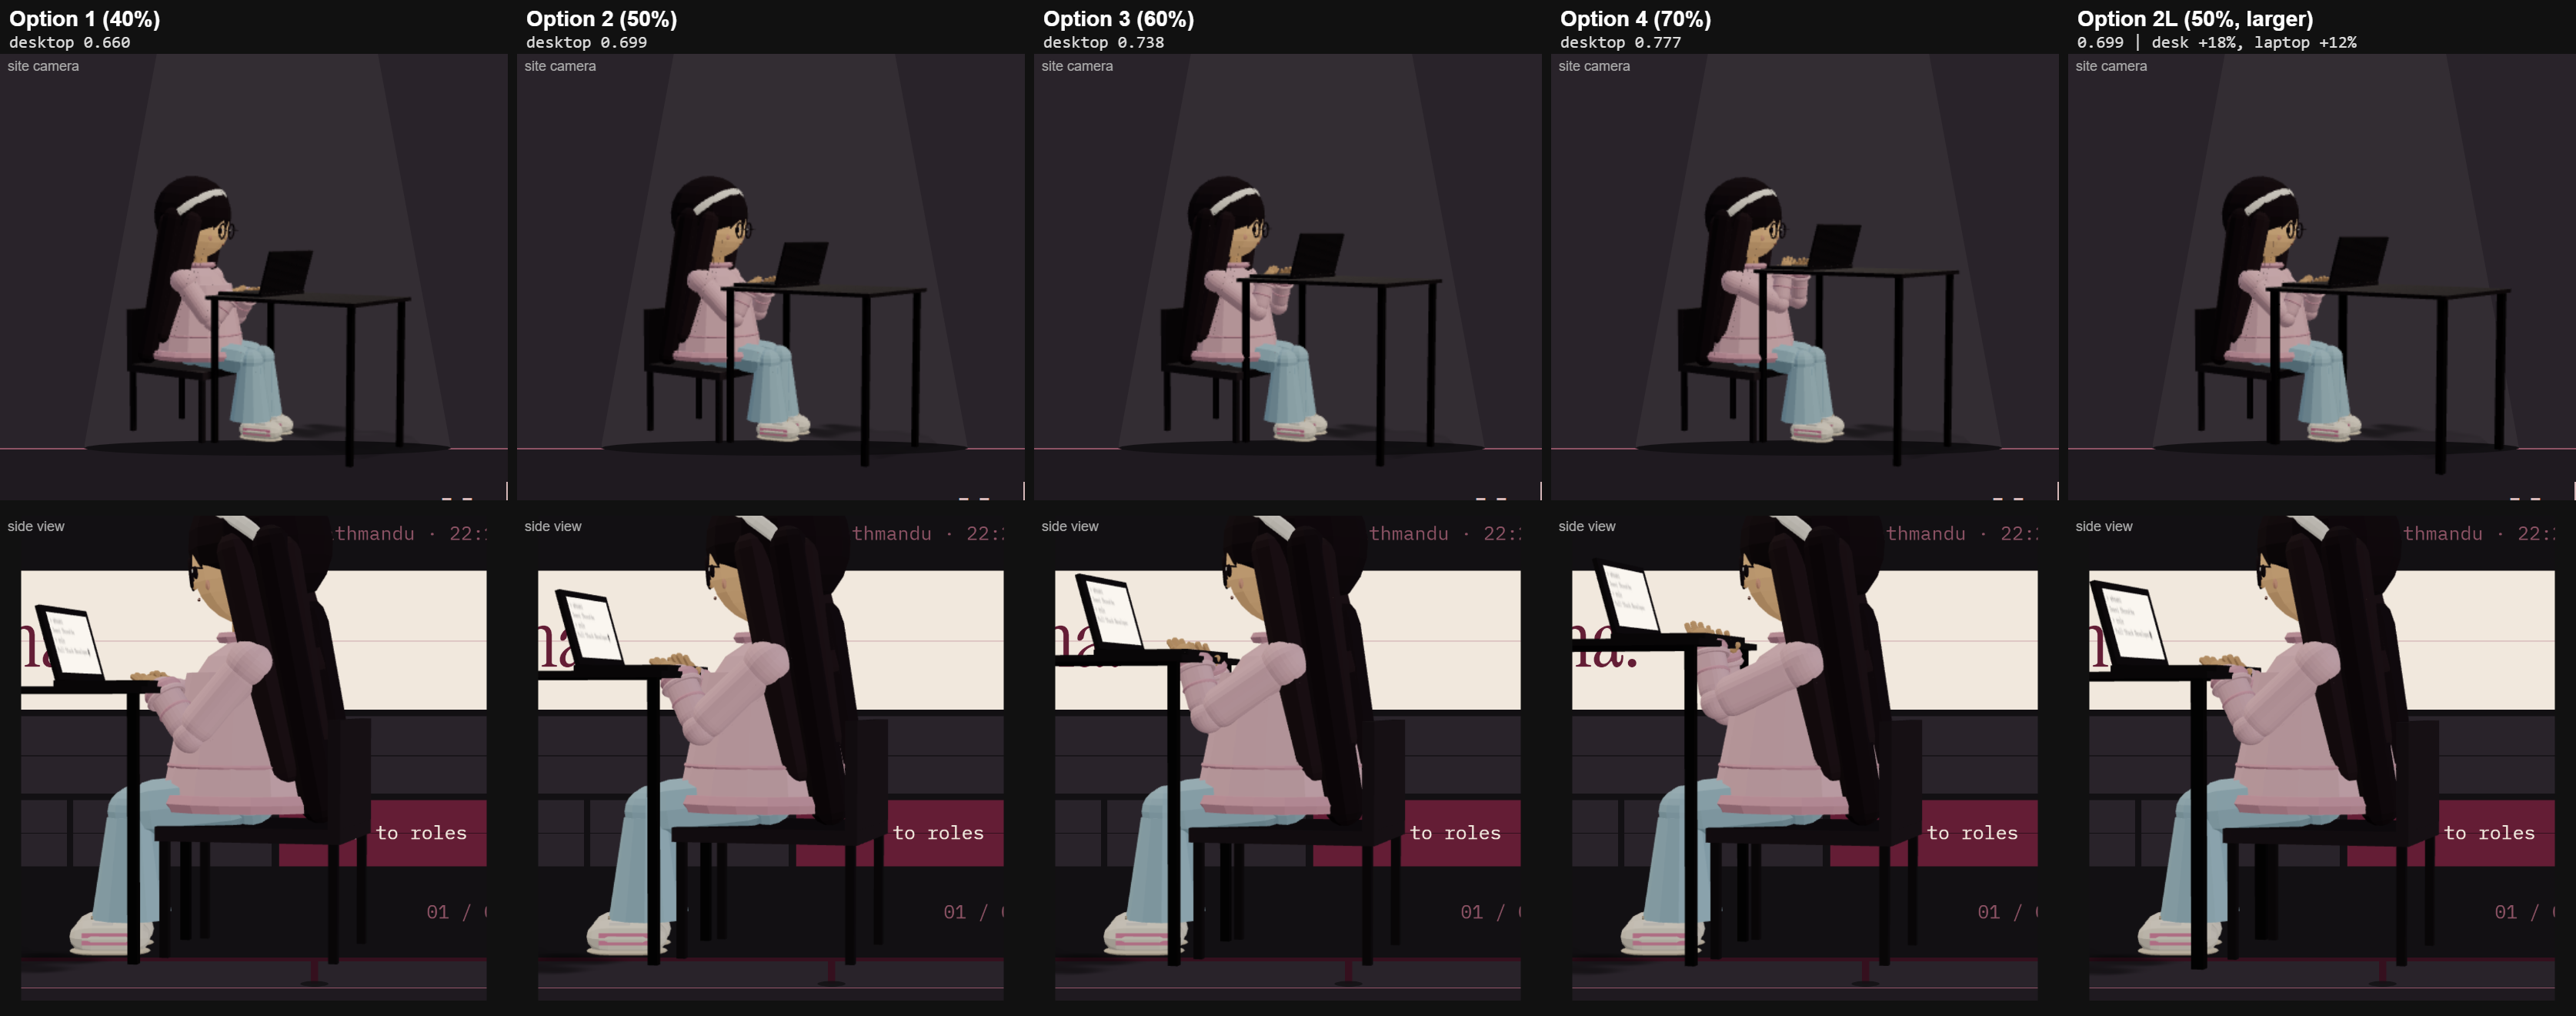 Option 1 (40%)
desktop 0.660
site camera
Option 2 (50%)
desktop 0.699
site camera
Option 3 (60%)
desktop 0.738
site camera
Option 4 (70%)
desktop 0.777
site camera
Option 2L (50%, larger)
0.699 | desk +18%, laptop +12%
site camera
side view
thmandu · 22:
na
to roles
01 /
side view
thmandu · 22:
na
to roles
01 /
side view
thmandu · 22:
na.
to roles
01 /
side view
thmandu · 22:
na.
to roles
01 /
side view
thmandu · 22:
n
to roles
01 /